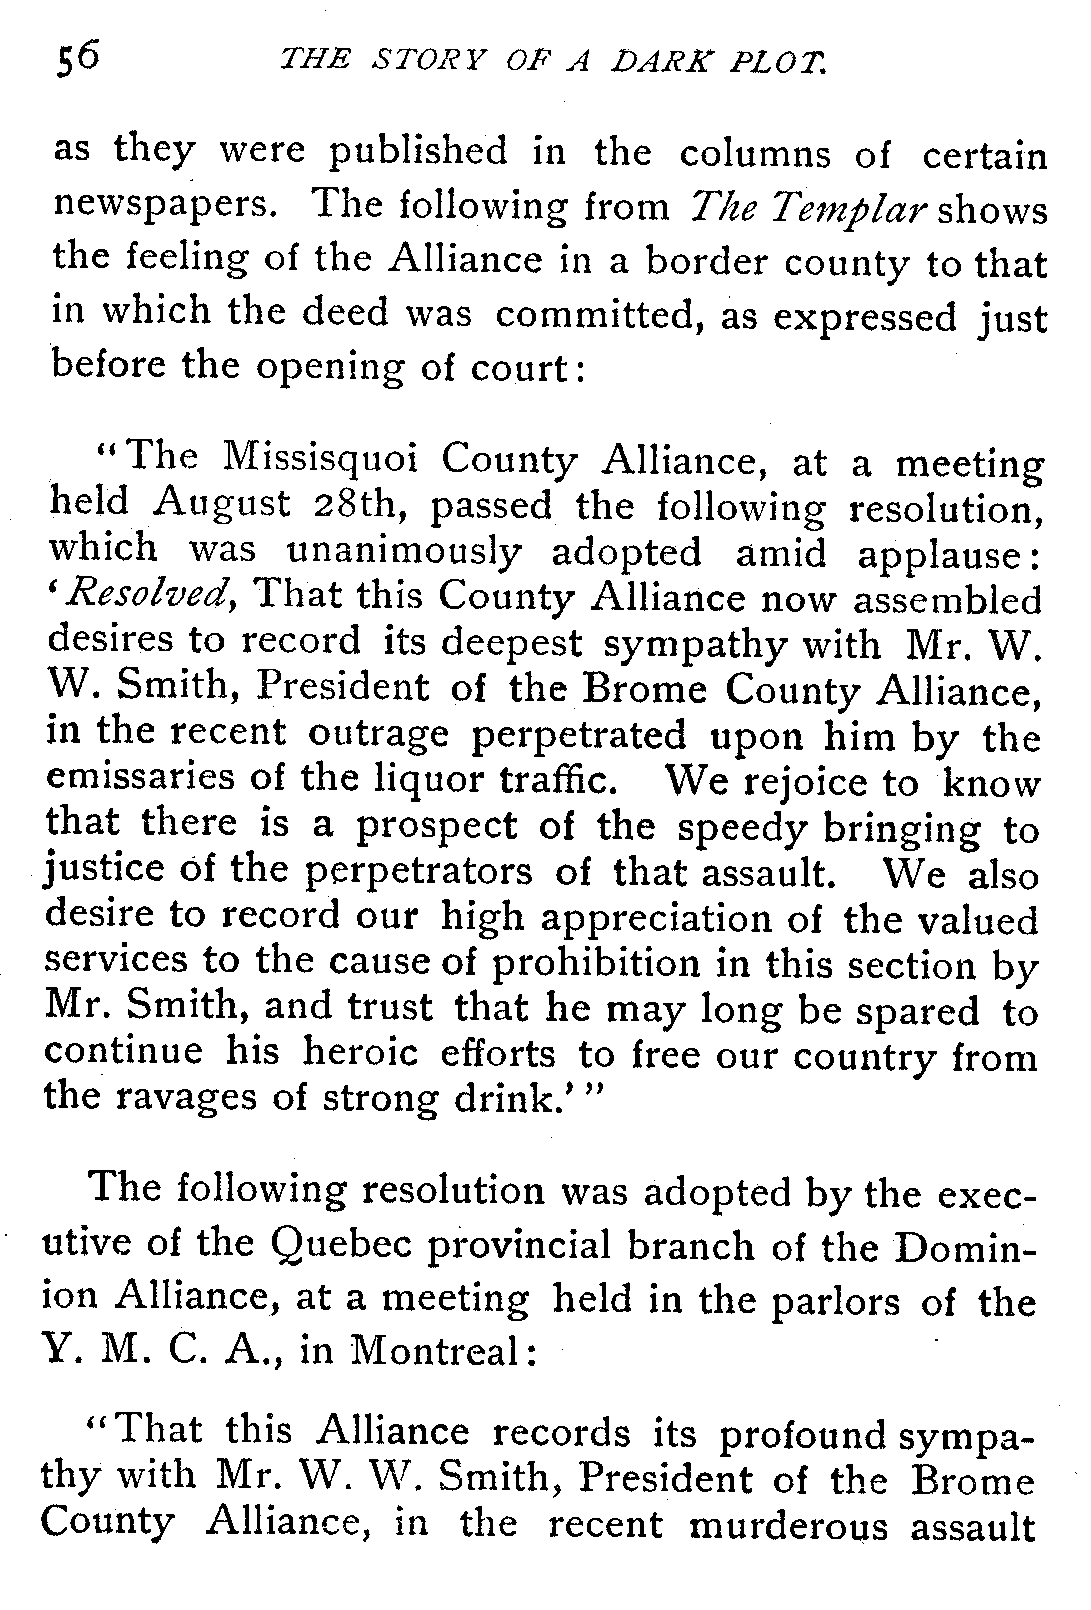 56 THE STORY OF A DARK PLOT.
as they were published in the columns of certain
newspapers. The following from The Templar shows
the feeling of the Alliance in a border county to that
in which the deed was committed, as expressed just
before the opening of court:
“The Missisquoi County Alliance, at a meeting
held August 28th, passed the following resolution,
which was unanimously adopted amid applause:
‘Resolved, That this County Alliance now assembled
desires to record its deepest sympathy with Mr. W.
W. Smith, President of the Brome County Alliance,
in the recent outrage perpetrated upon him by the
emissaries of the liquor traffic. We rejoice to know
that there is a prospect of the speedy bringing to
justice of the perpetrators of that assault. We also
desire to record our high appreciation of the valued
services to the cause of prohibition in this section by
Mr. Smith, and trust that he may long be spared to
continue his heroic efforts to free our country from
the ravages of strong drink.’”
The following resolution was adopted by the exec-
utive of the Quebec provincial branch of the Domin-
ion Alliance, at a meeting held in the parlors of the
Y. M. C. A., in Montreal:
“That this Alliance records its profound sympa-
thy with Mr. W. W. Smith, President of the Brome
County Alliance, in the recent murderous assault